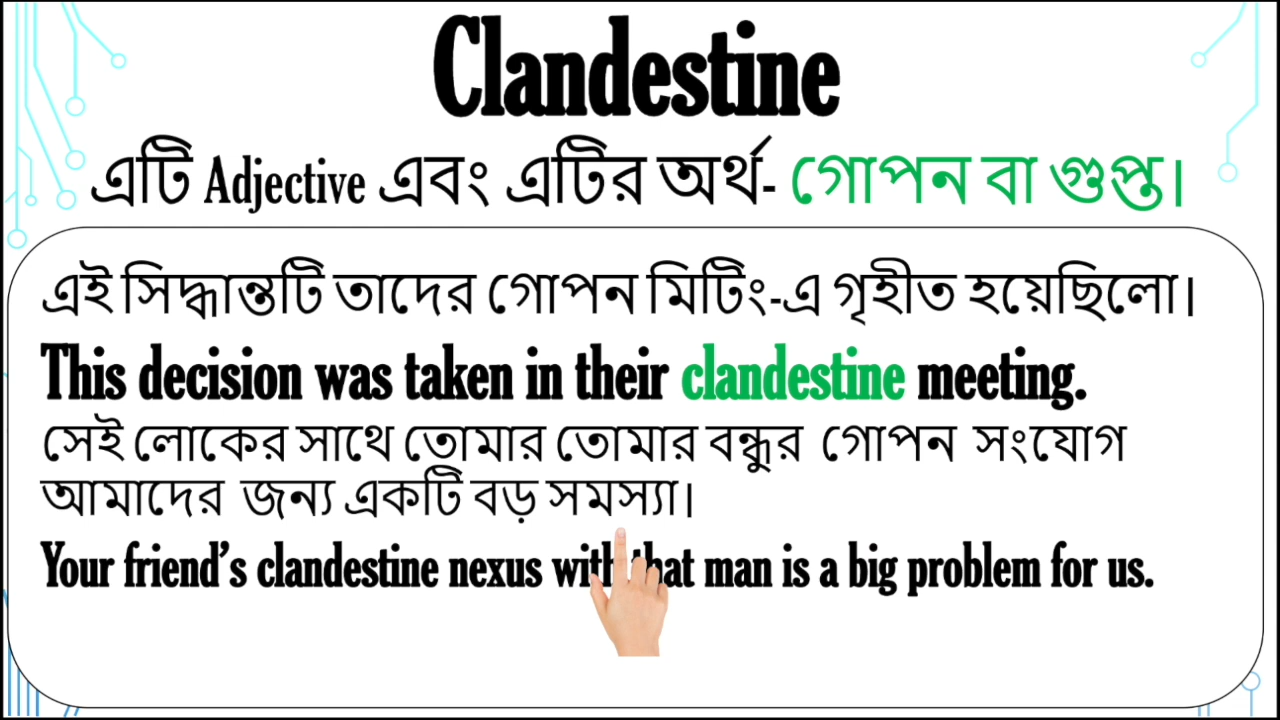 Clandestine
এটি Adjective এবং এটির অর্থ- গোপন বা গুপ্ত।
এই সিদ্ধান্তটি তাদের গোপন মিটিং-এ গৃহীত হয়েছিলো।
This decision was taken in their clandestine meeting.
সেই লোকের সাথে তোমার তোমার বন্ধুর গোপন সংযোগ
আমাদের জন্য একটি বড় সমস্যা।
Your friend’s clandestine nexus with that man is a big problem for us.